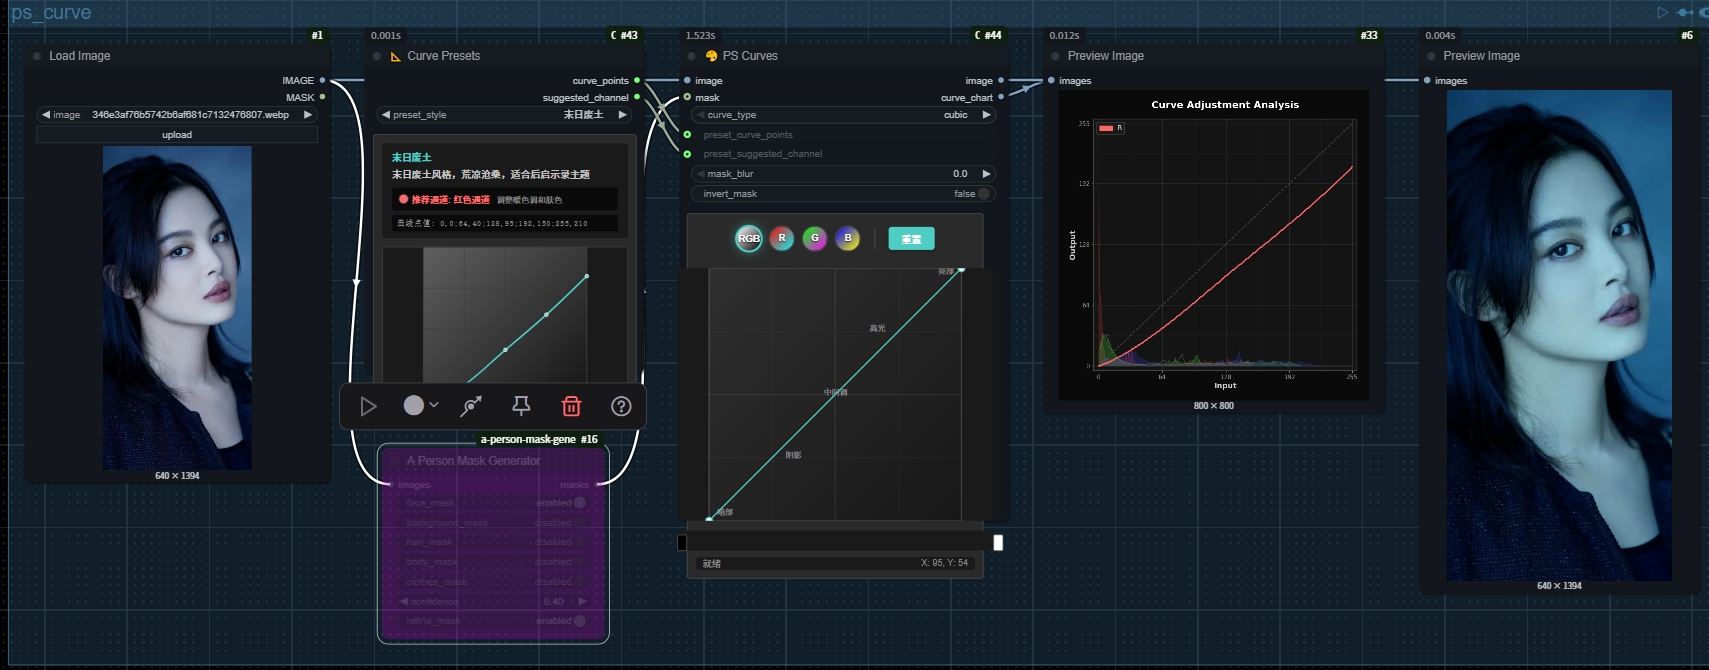 ps_curve
#1
Load Image
IMAGE
MASK
image 346e3af76b5742b6af681c7132476807.webp
upload
640 × 1394
0.001s
C #43
Curve Presets
curve_points
suggested_channel
preset_style 末日废土
末日废土
末日废土风格，荒凉沧桑，适合后启示录主题
推荐通道: 红色通道 调整暖色调和肤色
曲线点值: 0,0;64,40;128,95;192,150;255,210
a-person-mask-gene #16
A Person Mask Generator
images masks
face_mask enabled
background_mask disabled
hair_mask disabled
body_mask disabled
clothes_mask disabled
confidence 0.40
refine_mask enabled
1.523s
C #44
PS Curves
image image
mask curve_chart
curve_type cubic
preset_curve_points
preset_suggested_channel
mask_blur 0.0
invert_mask false
RGB R G B 重置
亮部
高光
中间调
阴影
暗部
就绪 X: 95, Y: 54
0.012s
#33
Preview Image
images
Curve Adjustment Analysis
R
255
192
128
64
0
Output
0 64 128 192 255
Input
800 × 800
0.004s
#6
Preview Image
images
640 × 1394